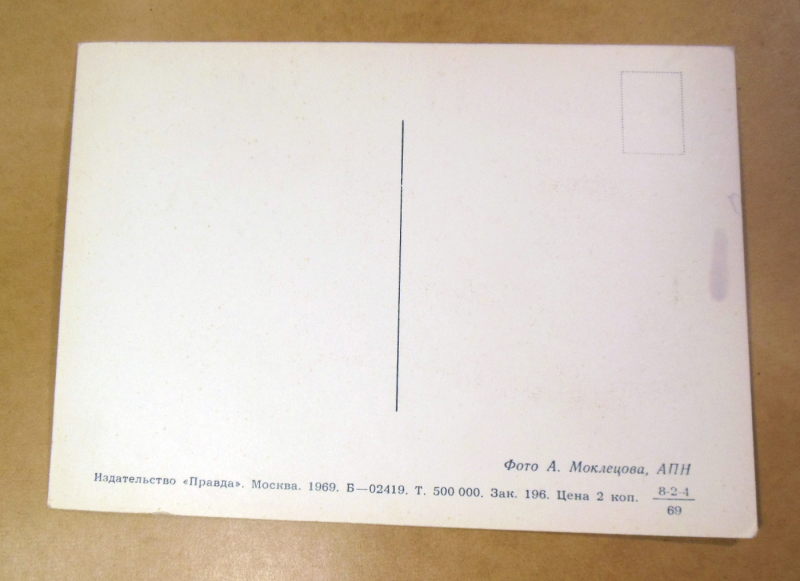 Фото А. Моклецова, АПН
Издательство «Правда». Москва. 1969. Б—02419. Т. 500 000. Зак. 196. Цена 2 коп.
8-2-4
69